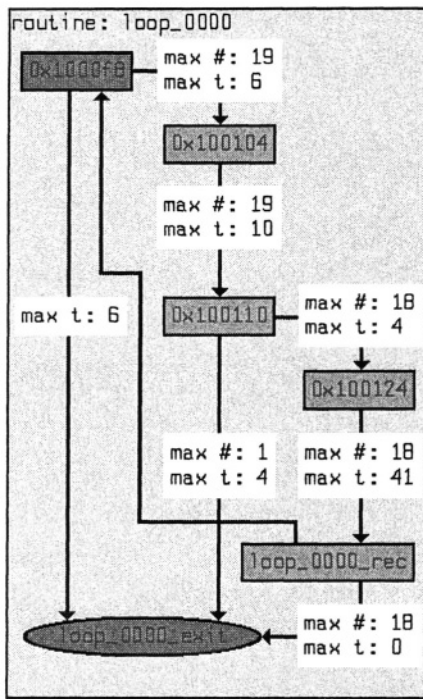 routine: loop_0000
0x1000f8
max #: 19
max t: 6
0x100104
max #: 19
max t: 10
max t: 6
0x100110
max #: 18
max t: 4
0x100124
max #: 1
max t: 4
max #: 18
max t: 41
loop_0000_rec
loop_0000_exit
max #: 18
max t: 0